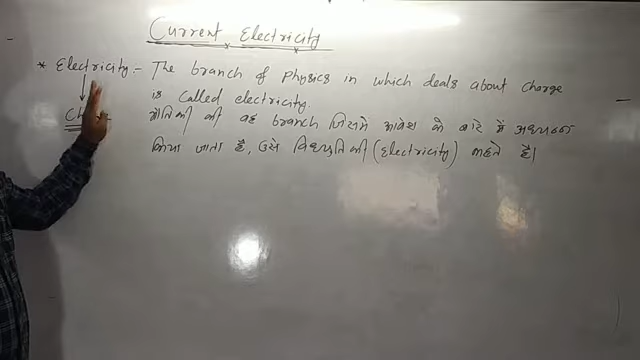 Current Electricity
* Electricity :- The branch of Physics in which deals about charge
is called electricity.
भौतिकी की वह branch जिसमें आवेश के बारे में अध्ययन
किया जाता है, उसे विद्युतिकी (Electricity) कहते हैं।